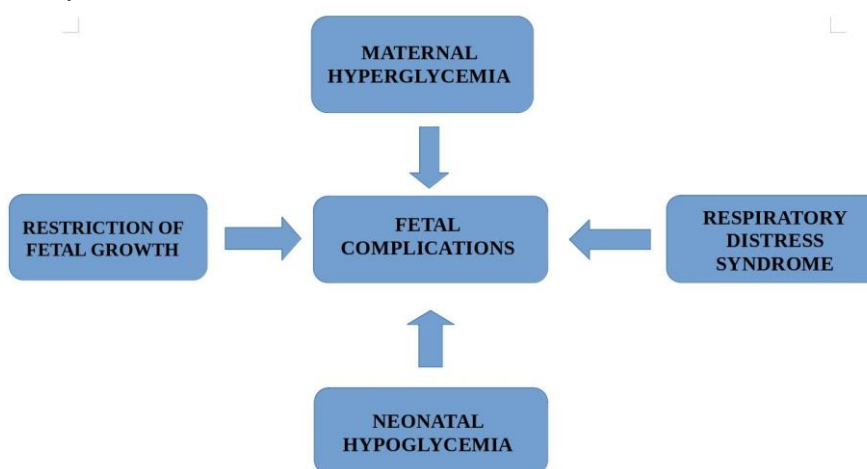 MATERNAL
HYPERGLYCEMIA
RESTRICTION OF
FETAL GROWTH
FETAL
COMPLICATIONS
RESPIRATORY
DISTRESS
SYNDROME
NEONATAL
HYPOGLYCEMIA